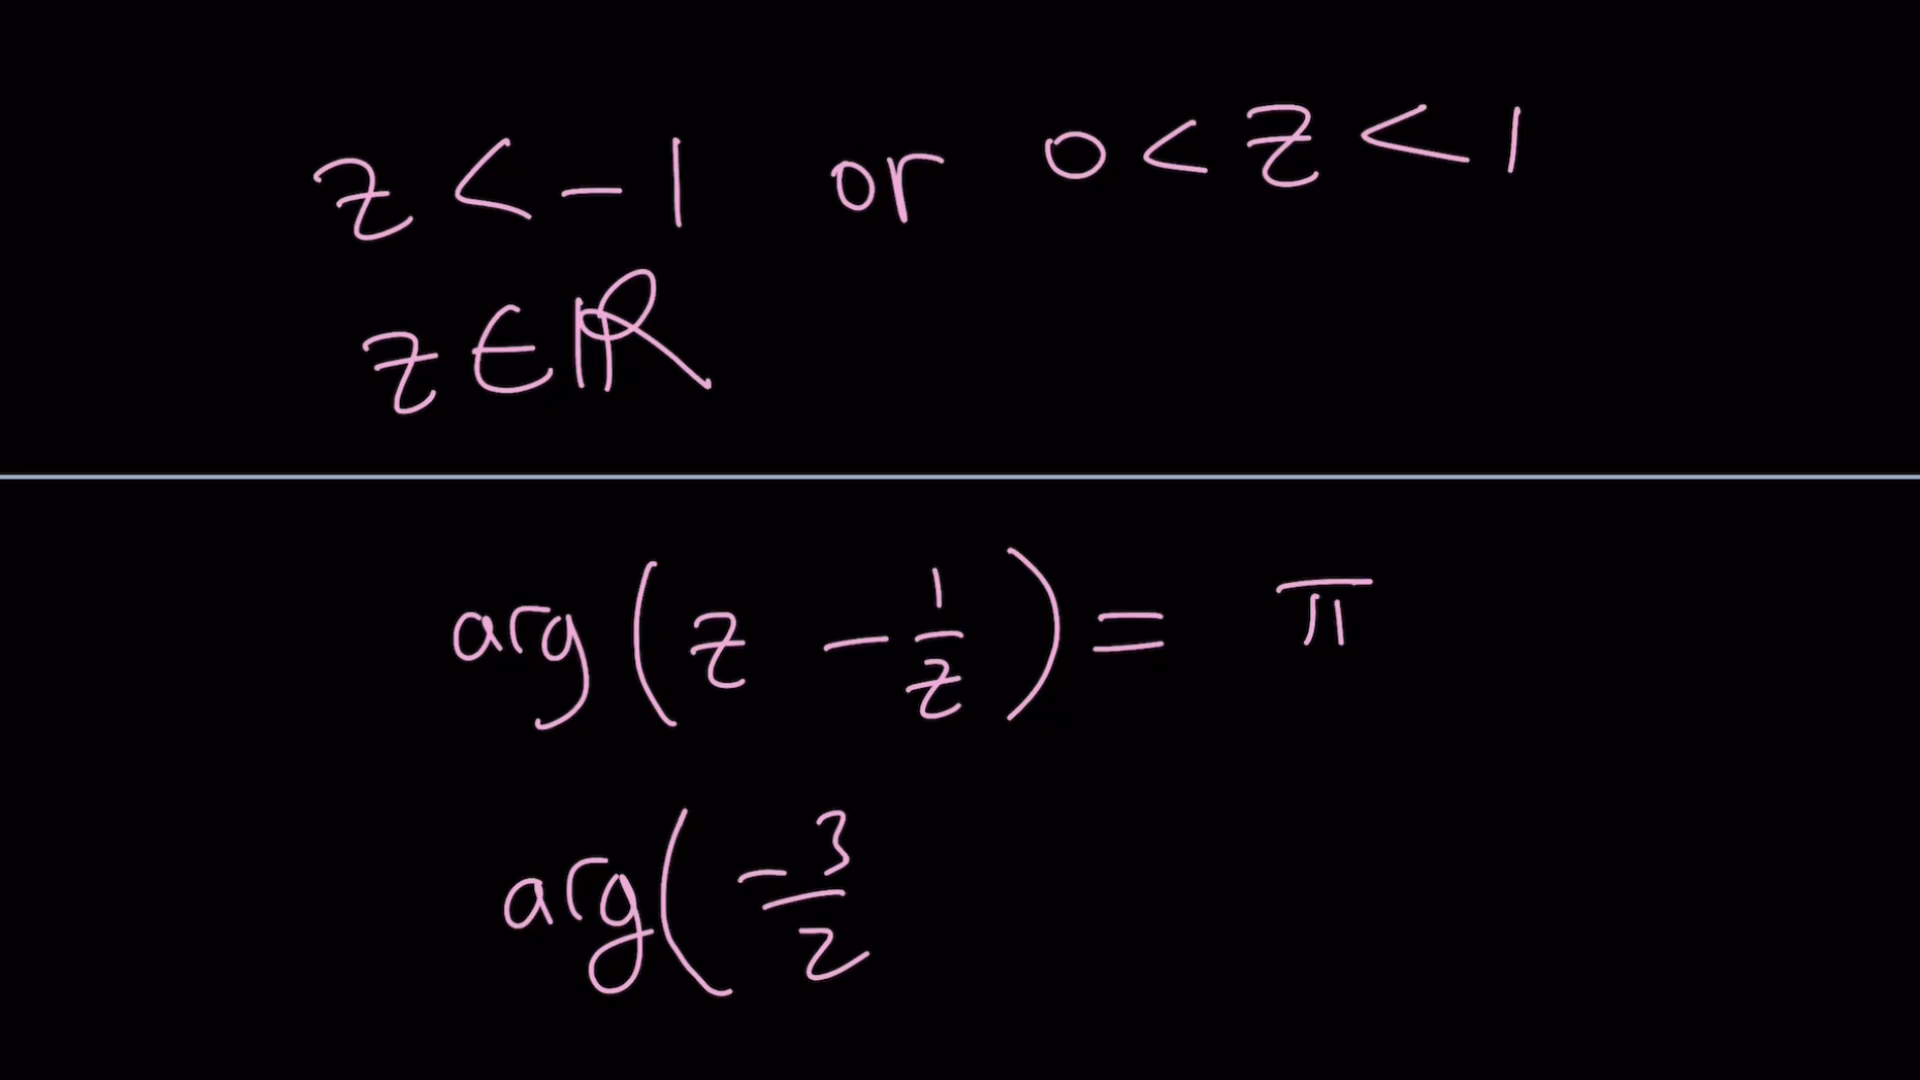 z < -1 or 0 < z < 1
z ∈ ℝ
arg(z - 1/z) = π
arg(-3/2